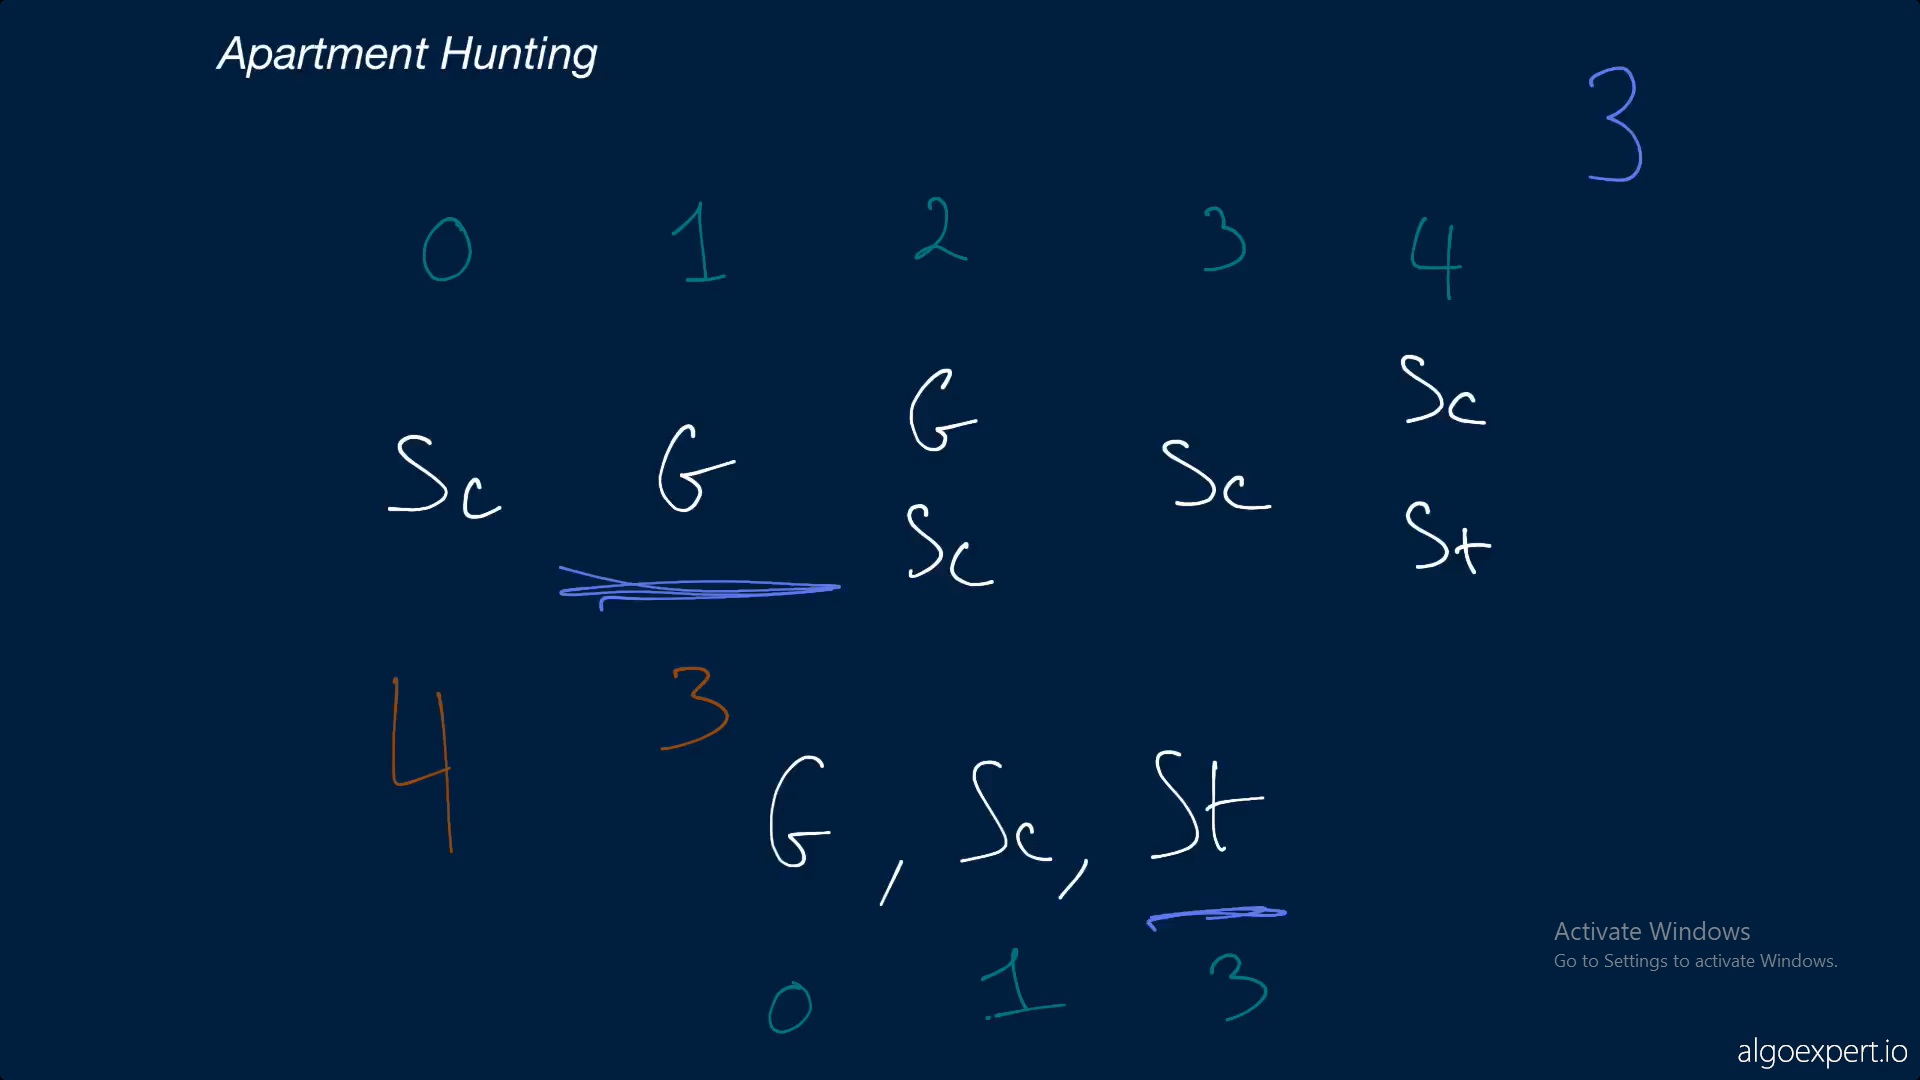 Apartment Hunting
3
0 1 2 3 4
G Sc
Sc G Sc
Sc St
4 3
G, Sc, St
0 1 3
Activate Windows
Go to Settings to activate Windows.
algoexpert.io